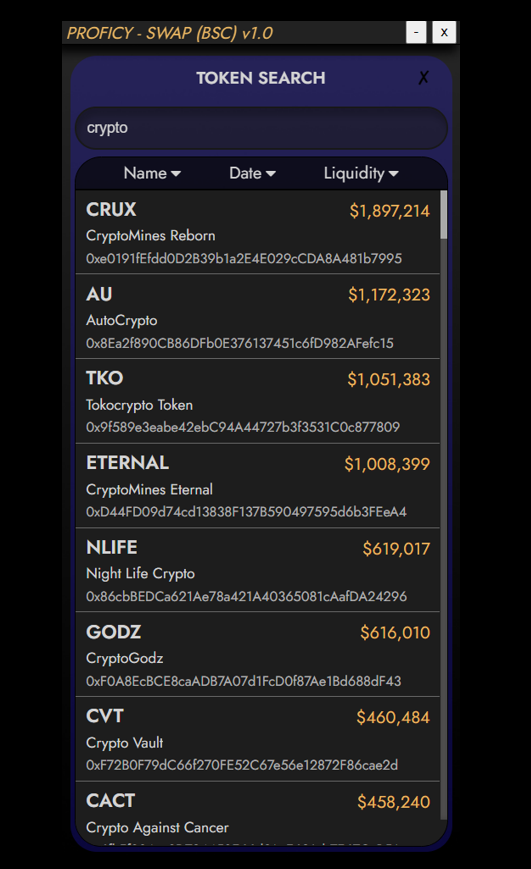 PROFICY - SWAP (BSC) v1.0
- x
TOKEN SEARCH X
crypto
Name Date Liquidity
CRUX $1,897,214
CryptoMines Reborn
0xe0191fEfdd0D2B39b1a2E4E029cCDA8A481b7995
AU $1,172,323
AutoCrypto
0x8Ea2f890CB86DFb0E376137451c6fD982AFefc15
TKO $1,051,383
Tokocrypto Token
0x9f589e3eabe42ebC94A44727b3f3531C0c877809
ETERNAL $1,008,399
CryptoMines Eternal
0xD44FD09d74cd13838F137B590497595d6b3FEeA4
NLIFE $619,017
Night Life Crypto
0x86cbBEDCa621Ae78a421A40365081cAafDA24296
GODZ $616,010
CryptoGodz
0xF0A8EcBCE8caADB7A07d1FcD0f87Ae1Bd688dF43
CVT $460,484
Crypto Vault
0xF72B0F79dC66f270FE52C67e56e12872F86cae2d
CACT $458,240
Crypto Against Cancer